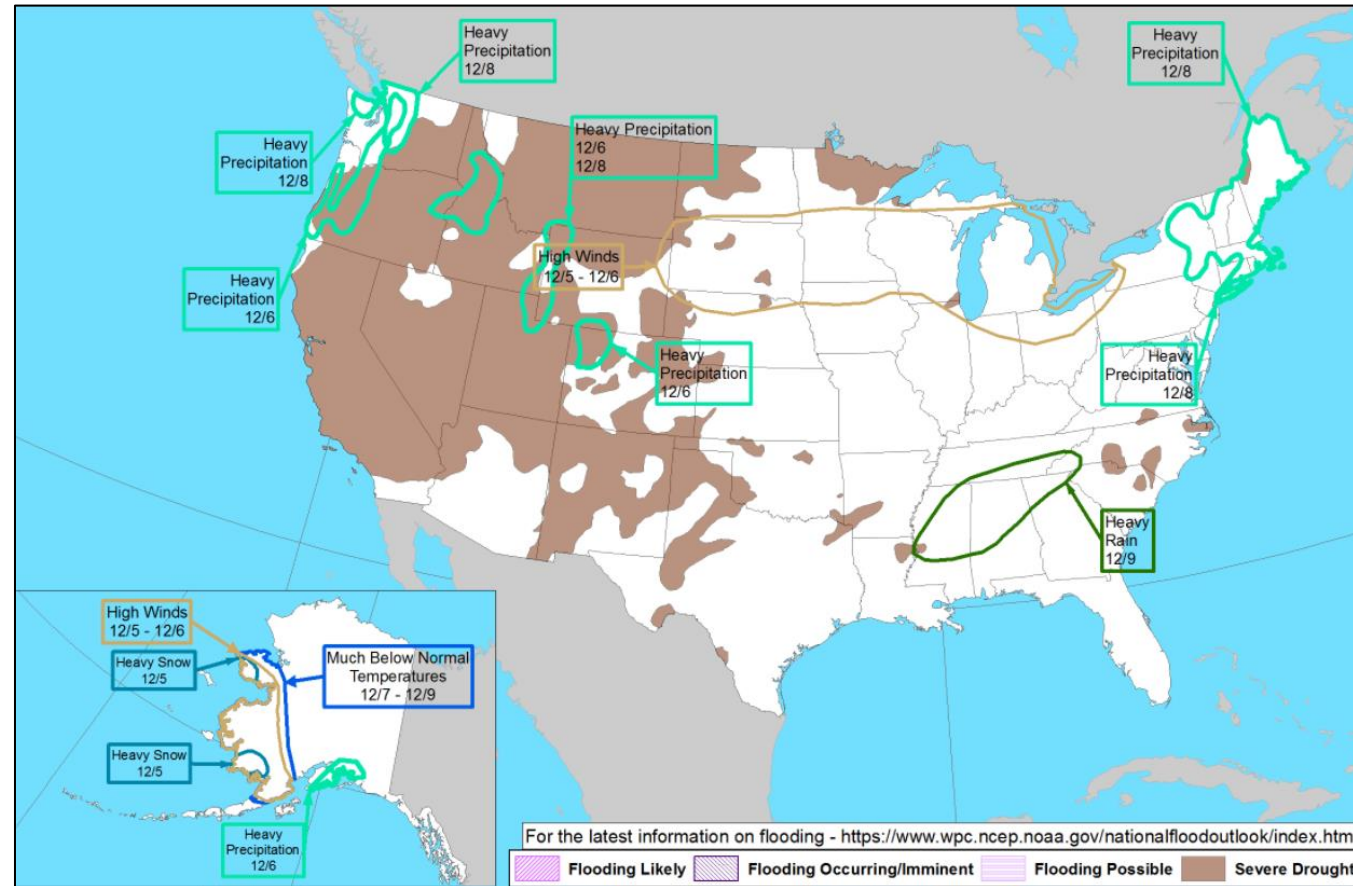 Heavy
Precipitation
12/8
Heavy
Precipitation
12/8
Heavy
Precipitation
12/8
Heavy Precipitation
12/6
12/8
High Winds
12/5 - 12/6
Heavy
Precipitation
12/6
Heavy
Precipitation
12/6
Heavy
Precipitation
12/8
Heavy
Rain
12/9
High Winds
12/5 - 12/6
Heavy Snow
12/5
Much Below Normal
Temperatures
12/7 - 12/9
Heavy Snow
12/5
Heavy
Precipitation
12/6
For the latest information on flooding - https://www.wpc.ncep.noaa.gov/nationalfloodoutlook/index.htm
Flooding Likely Flooding Occurring/Imminent Flooding Possible Severe Drought